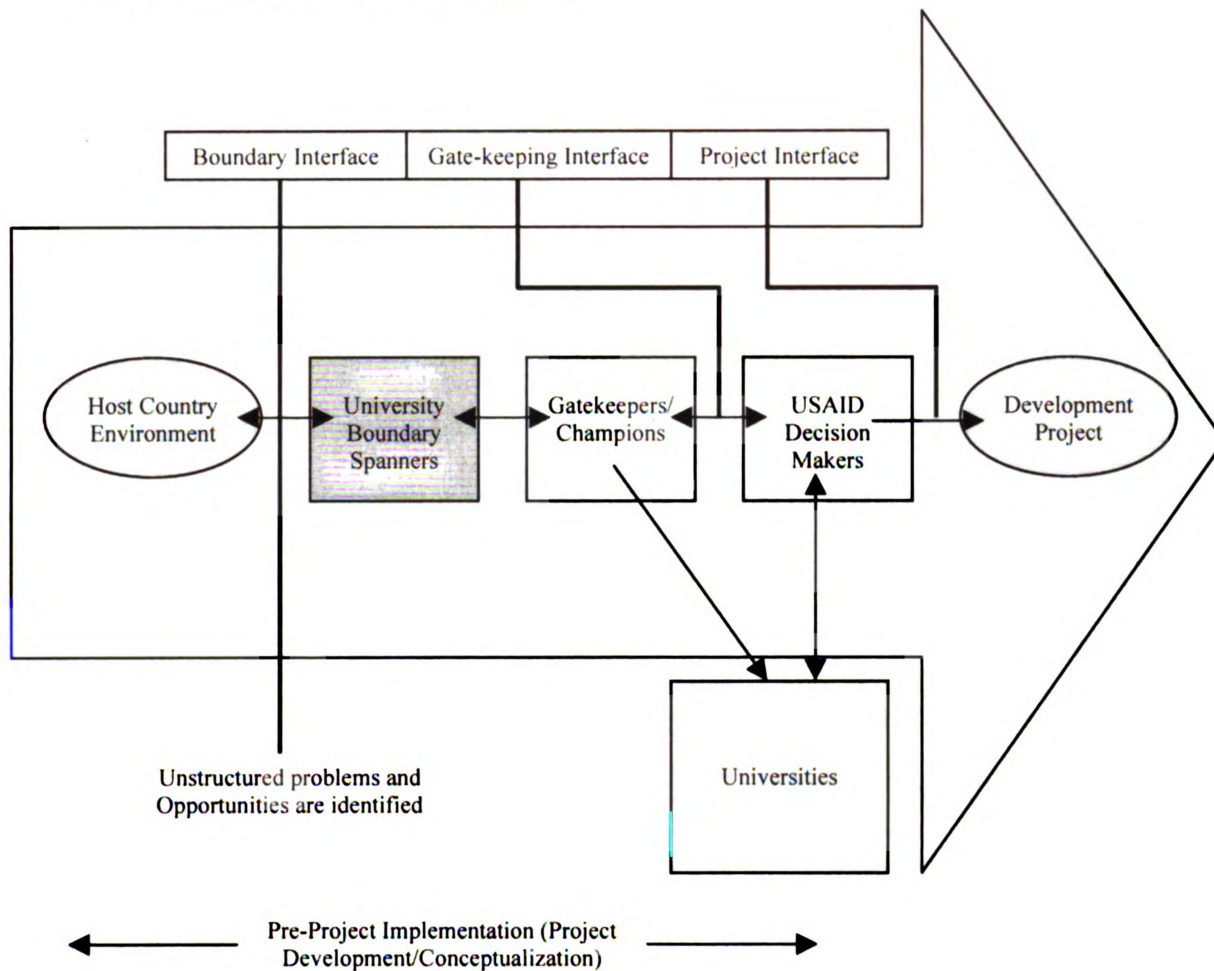 Boundary Interface
Gate-keeping Interface
Project Interface
Host Country
Environment
University
Boundary
Spanners
Gatekeepers/
Champions
USAID
Decision
Makers
Development
Project
Unstructured problems and
Opportunities are identified
Universities
Pre-Project Implementation (Project
Development/Conceptualization)